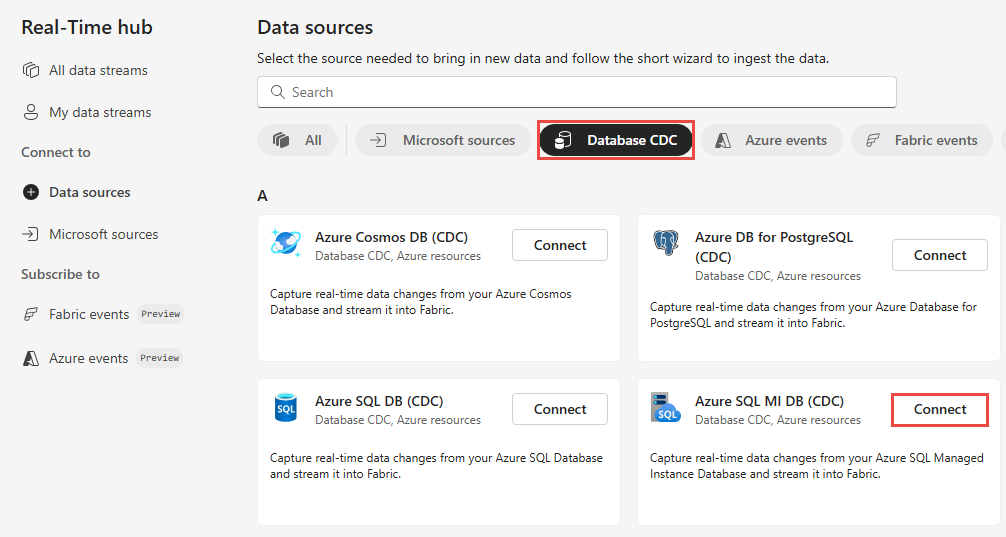 Real-Time hub
All data streams
My data streams
Connect to
Data sources
Microsoft sources
Subscribe to
Fabric events Preview
Azure events Preview
Data sources
Select the source needed to bring in new data and follow the short wizard to ingest the data.
Search
All
Microsoft sources
Database CDC
Azure events
Fabric events
A
Azure Cosmos DB (CDC)
Database CDC, Azure resources
Connect
Capture real-time data changes from your Azure Cosmos
Database and stream it into Fabric.
Azure DB for PostgreSQL
(CDC)
Database CDC, Azure resources
Connect
Capture real-time data changes from your Azure Database for
PostgreSQL and stream it into Fabric.
SQL
Azure SQL DB (CDC)
Database CDC, Azure resources
Connect
Capture real-time data changes from your Azure SQL Database
and stream it into Fabric.
SQL
Azure SQL MI DB (CDC)
Database CDC, Azure resources
Connect
Capture real-time data changes from your Azure SQL Managed
Instance Database and stream it into Fabric.